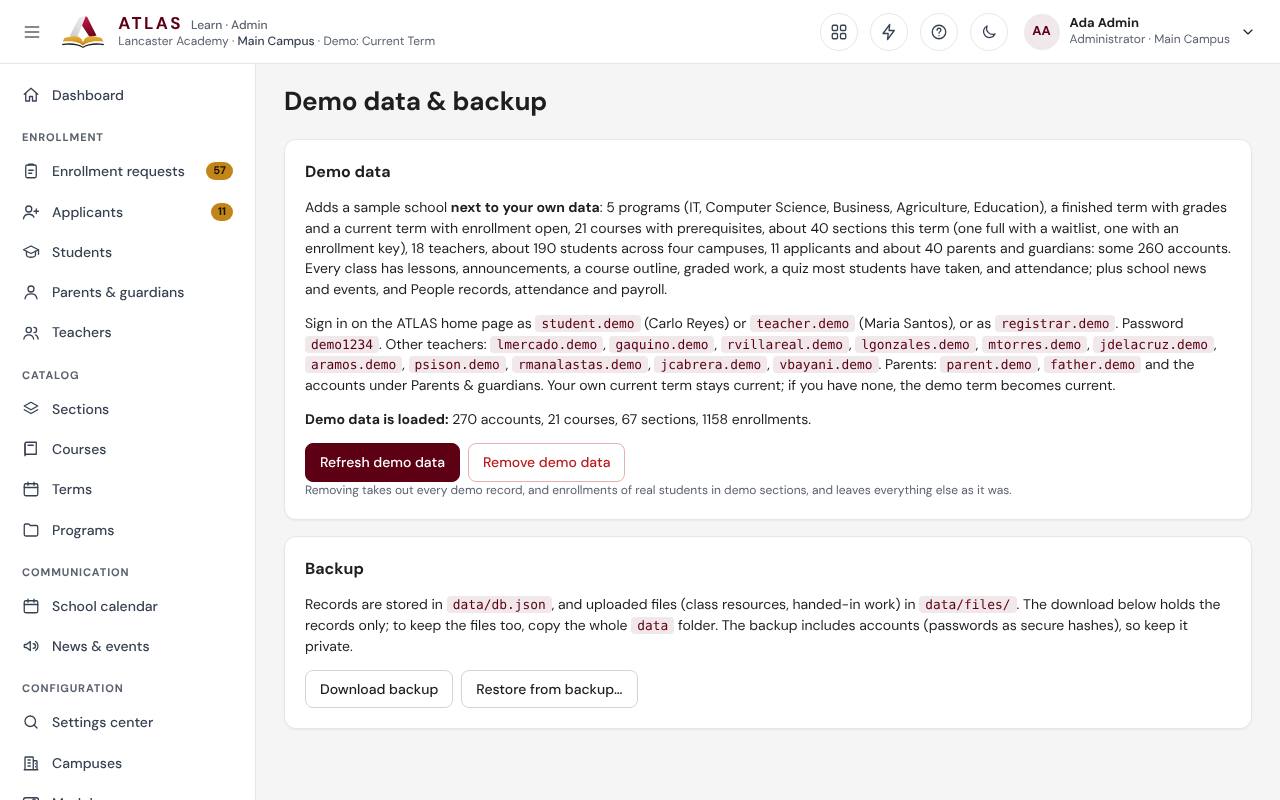 ATLAS Learn · Admin
Lancaster Academy · Main Campus · Demo: Current Term
AA
Ada Admin
Administrator · Main Campus
Dashboard
ENROLLMENT
Enrollment requests 57
Applicants 11
Students
Parents & guardians
Teachers
CATALOG
Sections
Courses
Terms
Programs
COMMUNICATION
School calendar
News & events
CONFIGURATION
Settings center
Campuses
Demo data & backup
Demo data
Adds a sample school next to your own data: 5 programs (IT, Computer Science, Business, Agriculture, Education), a finished term with grades
and a current term with enrollment open, 21 courses with prerequisites, about 40 sections this term (one full with a waitlist, one with an
enrollment key), 18 teachers, about 190 students across four campuses, 11 applicants and about 40 parents and guardians: some 260 accounts.
Every class has lessons, announcements, a course outline, graded work, a quiz most students have taken, and attendance; plus school news
and events, and People records, attendance and payroll.
Sign in on the ATLAS home page as student.demo (Carlo Reyes) or teacher.demo (Maria Santos), or as registrar.demo. Password
demo1234. Other teachers: lmercado.demo, gaquino.demo, rvillareal.demo, lgonzales.demo, mtorres.demo, jdelacruz.demo,
aramos.demo, psison.demo, rmanalastas.demo, jcabrera.demo, vbayani.demo. Parents: parent.demo, father.demo and the
accounts under Parents & guardians. Your own current term stays current; if you have none, the demo term becomes current.
Demo data is loaded: 270 accounts, 21 courses, 67 sections, 1158 enrollments.
Refresh demo data
Remove demo data
Removing takes out every demo record, and enrollments of real students in demo sections, and leaves everything else as it was.
Backup
Records are stored in data/db.json, and uploaded files (class resources, handed-in work) in data/files/. The download below holds the
records only; to keep the files too, copy the whole data folder. The backup includes accounts (passwords as secure hashes), so keep it
private.
Download backup
Restore from backup…